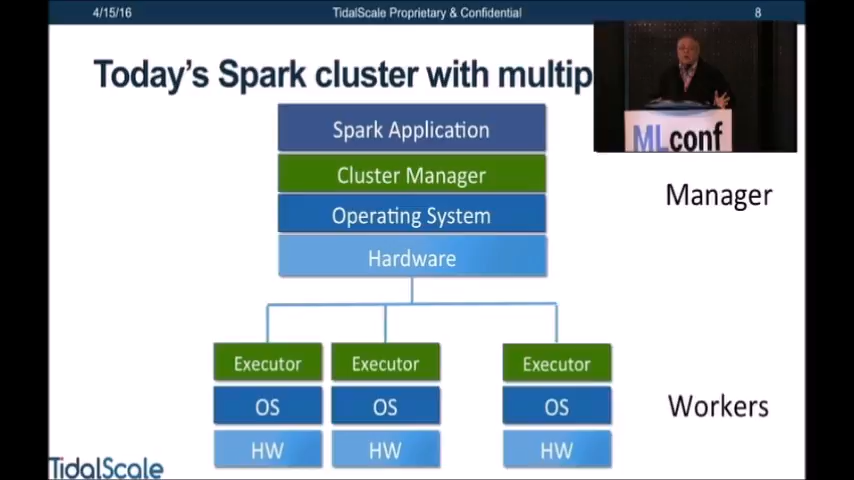 4/15/16 TidalScale Proprietary & Confidential 8
Today's Spark cluster with multip
MLconf
Spark Application
Cluster Manager
Manager
Operating System
Hardware
Executor Executor Executor
OS OS OS
Workers
HW HW HW
TidalScale